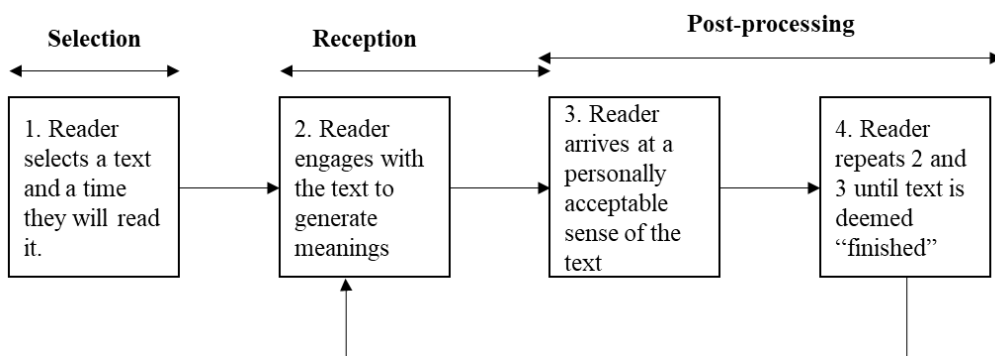 Selection
Reception
Post-processing
1. Reader
selects a text
and a time
they will read
it.
2. Reader
engages with
the text to
generate
meanings
3. Reader
arrives at a
personally
acceptable
sense of the
text
4. Reader
repeats 2 and
3 until text is
deemed
“finished”